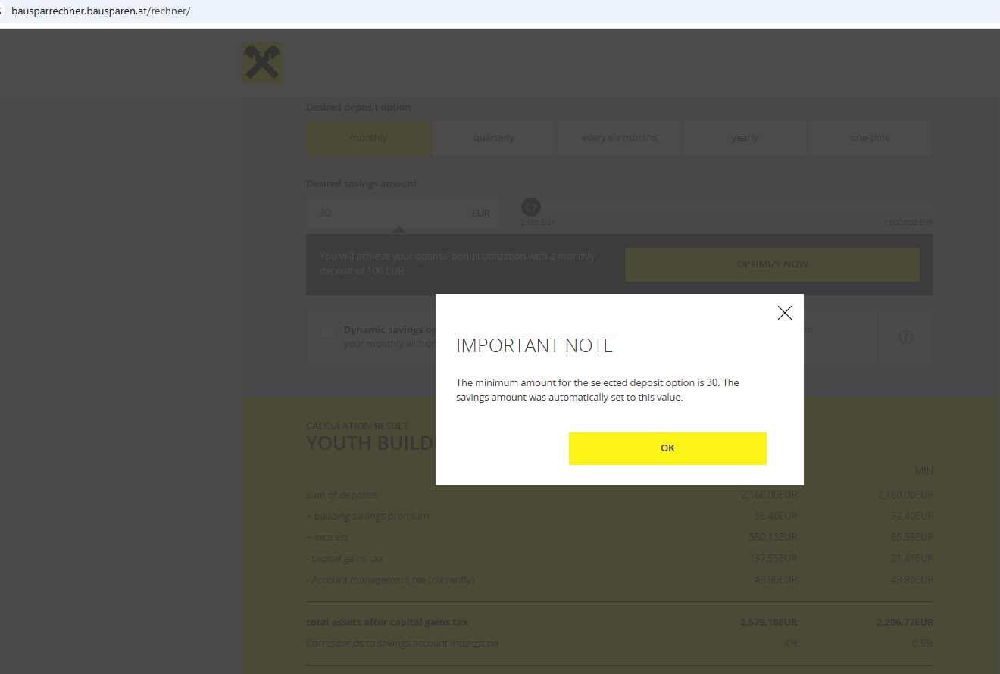 bausparrechner.bausparen.at/rechner/
Desired deposit option
monthly quarterly every six months yearly one-time
Desired savings amount
30 EUR
2,160 EUR 1,000,000 EUR
You will achieve your optimal bonus utilization with a monthly
deposit of 100 EUR.
OPTIMIZE NOW
Dynamic savings op
your monthly withdr
IMPORTANT NOTE
The minimum amount for the selected deposit option is 30. The
savings amount was automatically set to this value.
OK
CALCULATION RESULT
YOUTH BUILD
MIN
sum of deposits 2,160.00EUR 2,160.00EUR
+ building savings premium 56.40EUR 32.40EUR
+ interest 550.13EUR 85.58EUR
- capital gains tax 137.55EUR 21.41EUR
- Account management fee (currently) 49.80EUR 49.80EUR
total assets after capital gains tax 2,579.18EUR 2,206.77EUR
Corresponds to savings account interest pa 4% 0.5%